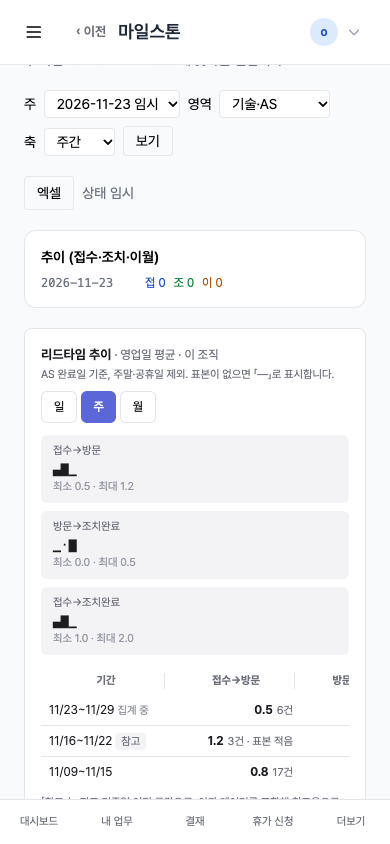 ‹ 이전 마일스톤 o
주 2026-11-23 임시 영역 기술·AS
축 주간 보기
엑셀 상태 임시
추이 (접수·조치·이월)
2026-11-23 접 0 조 0 이 0
리드타임 추이 · 영업일 평균 · 이 조직
AS 완료일 기준, 주말·공휴일 제외. 표본이 없으면 「—」로 표시합니다.
일 주 월
접수→방문
최소 0.5 · 최대 1.2
방문→조치완료
최소 0.0 · 최대 0.5
접수→조치완료
최소 1.0 · 최대 2.0
기간 접수→방문 방문
11/23~11/29 집계 중 0.5 6건
11/16~11/22 참고 1.2 3건 · 표본 적음
11/09~11/15 0.8 17건
대시보드 내 업무 결재 휴가 신청 더보기